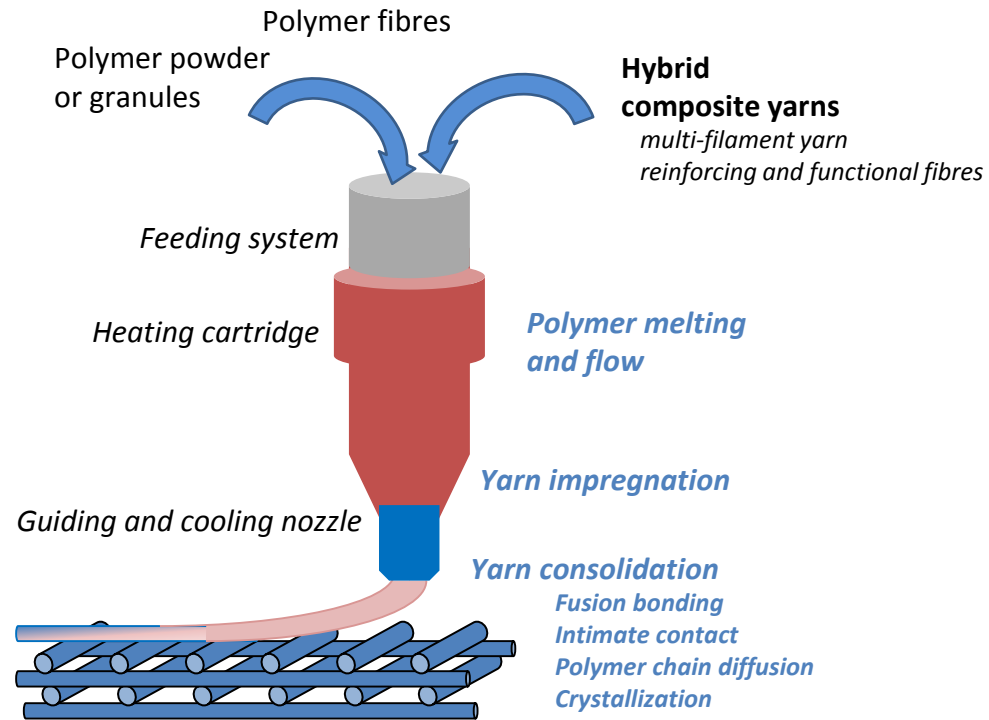 Polymer fibres
Polymer powder
or granules
Hybrid
composite yarns
multi-filament yarn
reinforcing and functional fibres
Feeding system
Heating cartridge
Polymer melting
and flow
Yarn impregnation
Guiding and cooling nozzle
Yarn consolidation
Fusion bonding
Intimate contact
Polymer chain diffusion
Crystallization